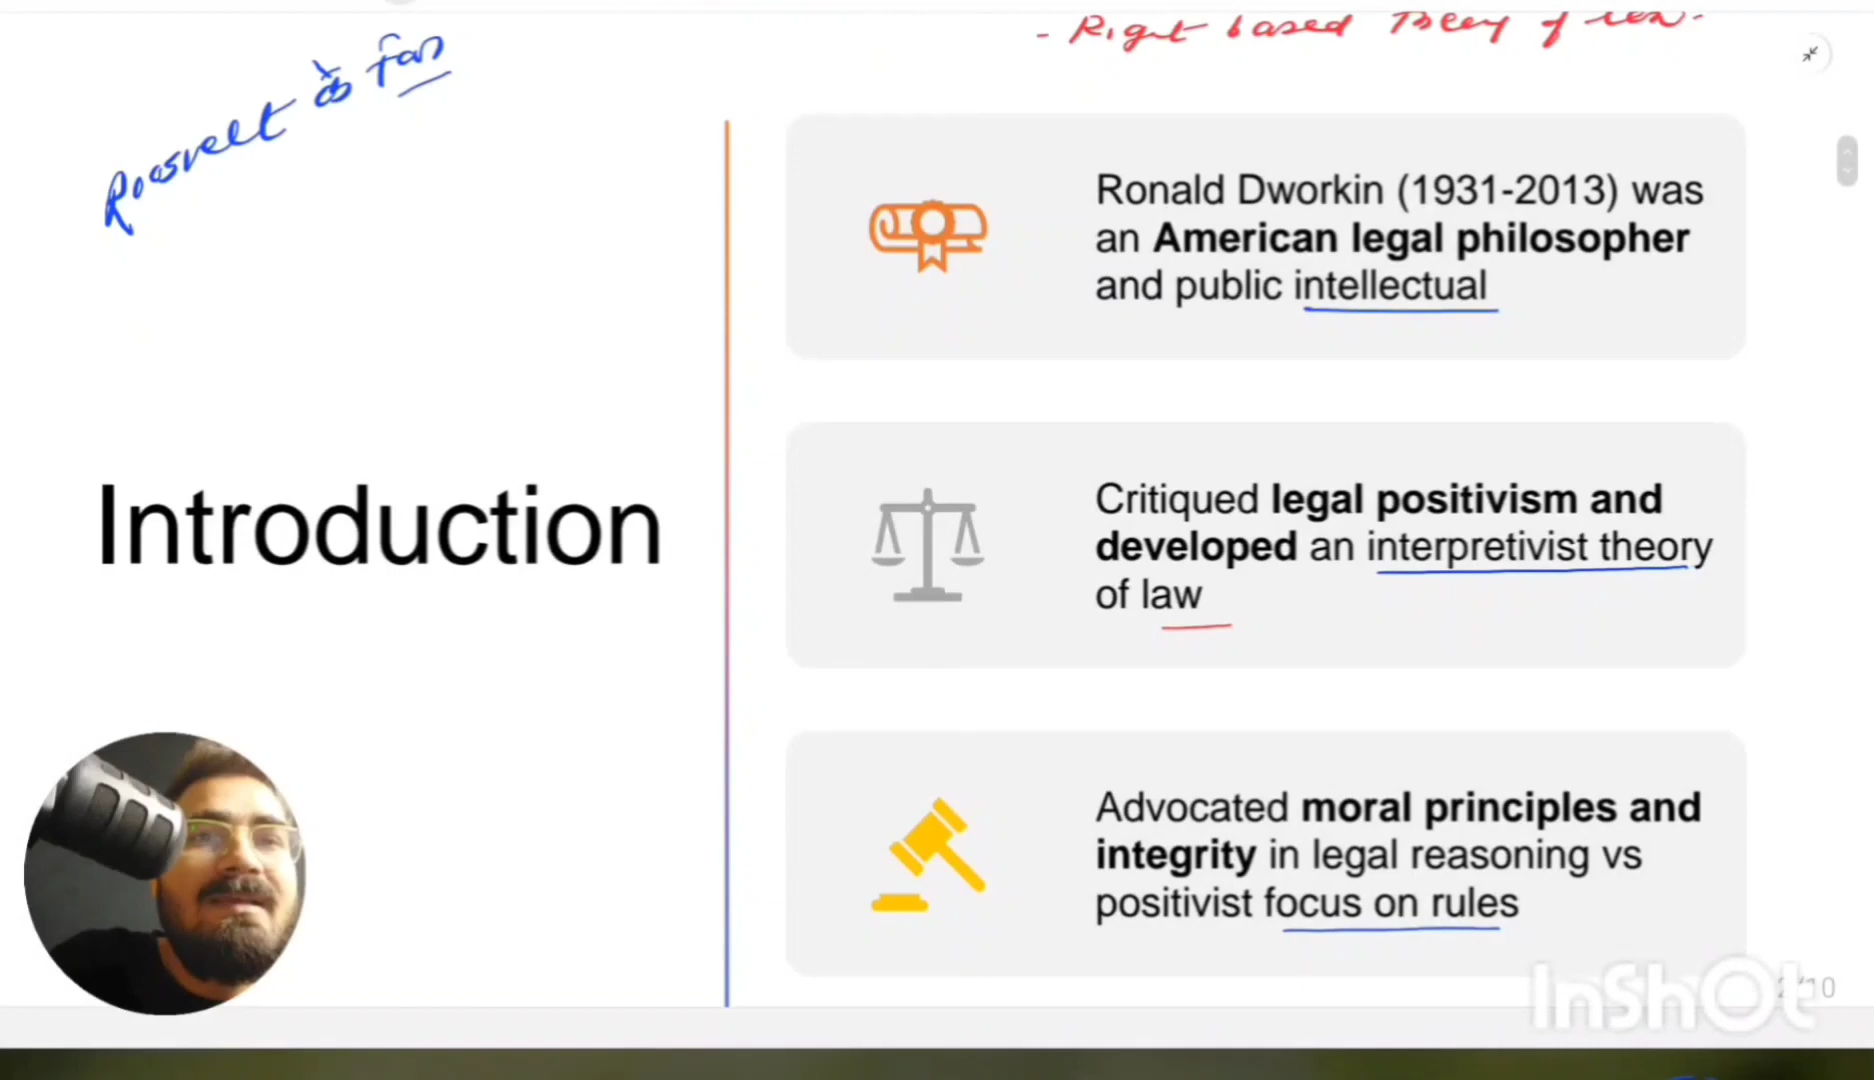 - Right based Theory of law.
Roosvelt के fan
Ronald Dworkin (1931-2013) was
an American legal philosopher
and public intellectual
Introduction
Critiqued legal positivism and
developed an interpretivist theory
of law
Advocated moral principles and
integrity in legal reasoning vs
positivist focus on rules
InShOt
2/10